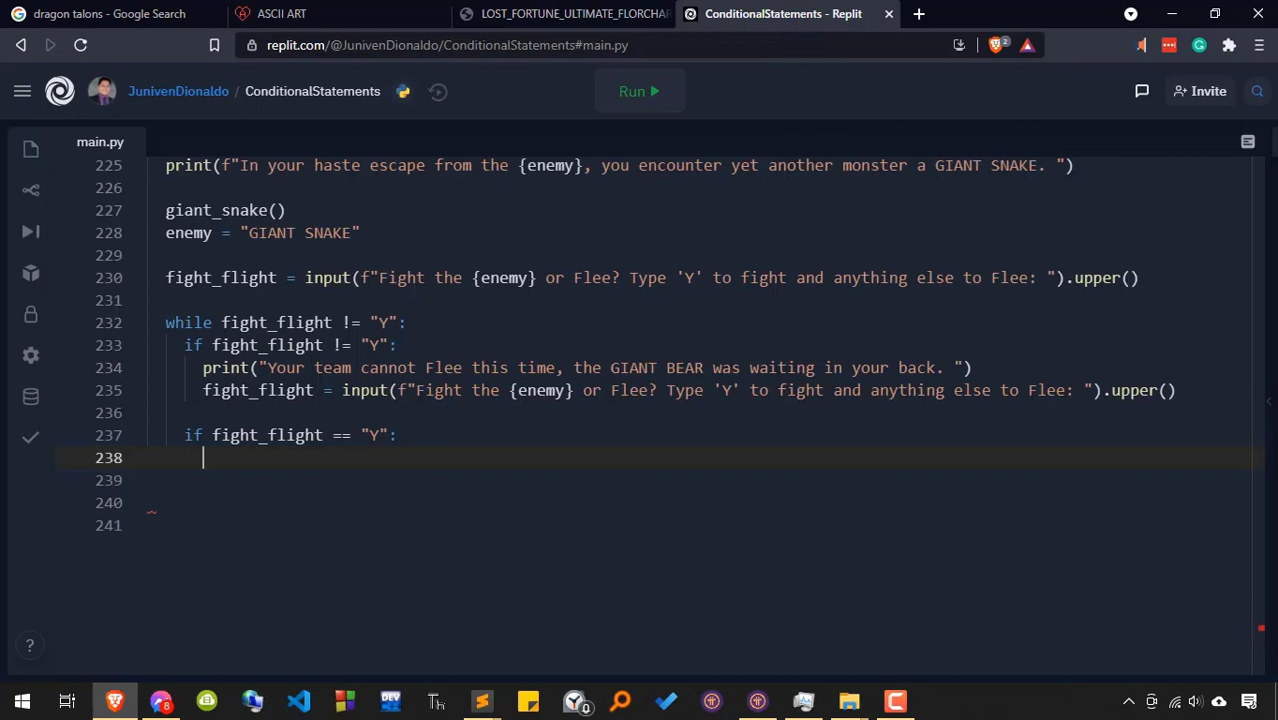 dragon talons - Google Search
ASCII ART
LOST_FORTUNE_ULTIMATE_FLORCHAR
ConditionalStatements - Replit
replit.com/@JunivenDionaldo/ConditionalStatements#main.py
2
JunivenDionaldo / ConditionalStatements
Run
Invite
main.py
225 print(f"In your haste escape from the {enemy}, you encounter yet another monster a GIANT SNAKE. ")
226
227 giant_snake()
228 enemy = "GIANT SNAKE"
229
230 fight_flight = input(f"Fight the {enemy} or Flee? Type 'Y' to fight and anything else to Flee: ").upper()
231
232 while fight_flight != "Y":
233 if fight_flight != "Y":
234 print("Your team cannot Flee this time, the GIANT BEAR was waiting in your back. ")
235 fight_flight = input(f"Fight the {enemy} or Flee? Type 'Y' to fight and anything else to Flee: ").upper()
236
237 if fight_flight == "Y":
238
239
240
241
?
8
DEV
0